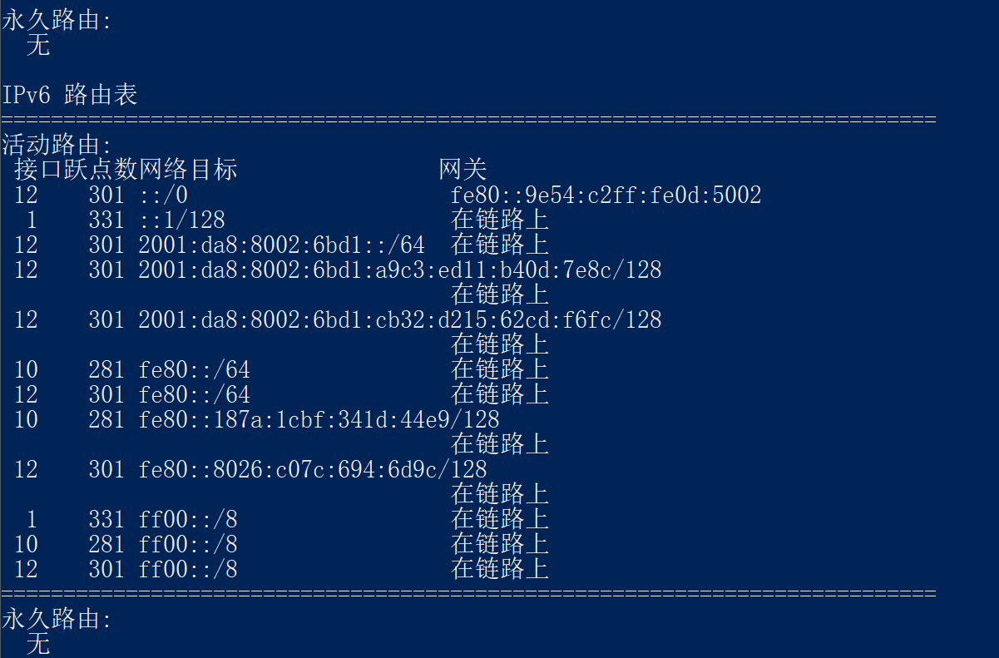 永久路由:
  无

IPv6 路由表
===========================================================================
活动路由:
 接口跃点数网络目标                网关
 12    301 ::/0                     fe80::9e54:c2ff:fe0d:5002
  1    331 ::1/128                  在链路上
 12    301 2001:da8:8002:6bd1::/64  在链路上
 12    301 2001:da8:8002:6bd1:a9c3:ed11:b40d:7e8c/128
                                    在链路上
 12    301 2001:da8:8002:6bd1:cb32:d215:62cd:f6fc/128
                                    在链路上
 10    281 fe80::/64                在链路上
 12    301 fe80::/64                在链路上
 10    281 fe80::187a:1cbf:341d:44e9/128
                                    在链路上
 12    301 fe80::8026:c07c:694:6d9c/128
                                    在链路上
  1    331 ff00::/8                 在链路上
 10    281 ff00::/8                 在链路上
 12    301 ff00::/8                 在链路上
===========================================================================
永久路由:
  无